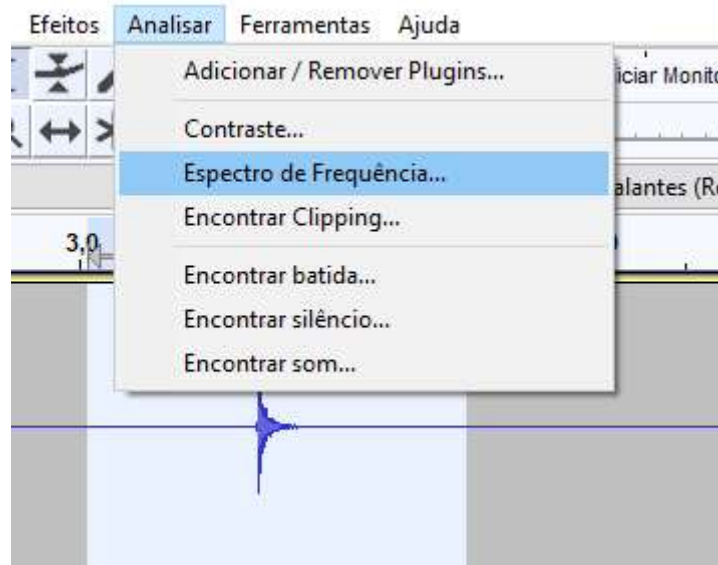 Efeitos Analisar Ferramentas Ajuda
Adicionar / Remover Plugins...
Contraste...
Espectro de Frequência...
Encontrar Clipping...
3,0
Encontrar batida...
Encontrar silêncio...
Encontrar som...